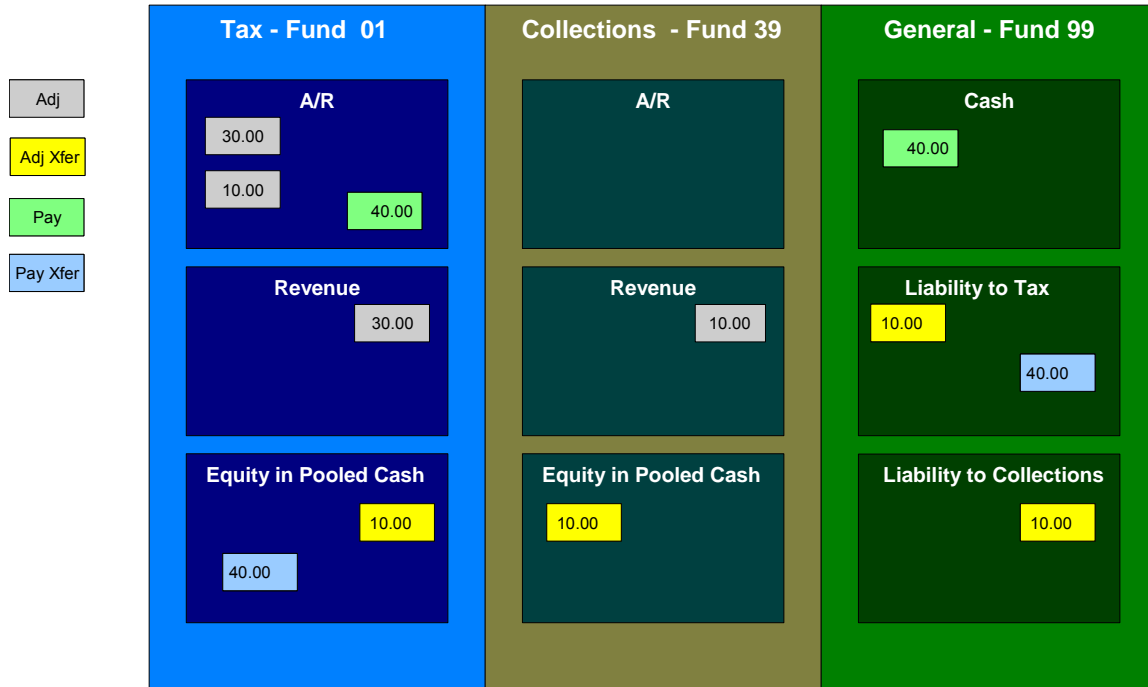 Tax - Fund 01
Collections - Fund 39
General - Fund 99
Adj
Adj Xfer
Pay
Pay Xfer
A/R
30.00
10.00
40.00
A/R
Cash
40.00
Revenue
30.00
Revenue
10.00
Liability to Tax
10.00
40.00
Equity in Pooled Cash
10.00
40.00
Equity in Pooled Cash
10.00
Liability to Collections
10.00